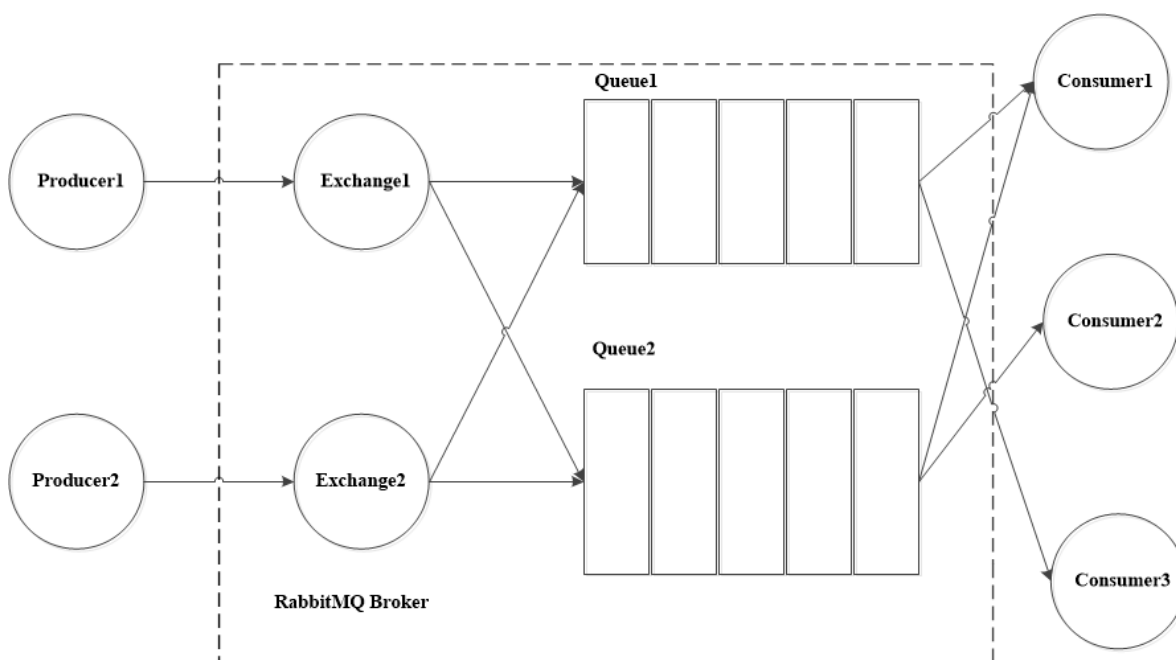 Queue1
Consumer1
Producer1
Exchange1
Consumer2
Queue2
Producer2
Exchange2
Consumer3
RabbitMQ Broker